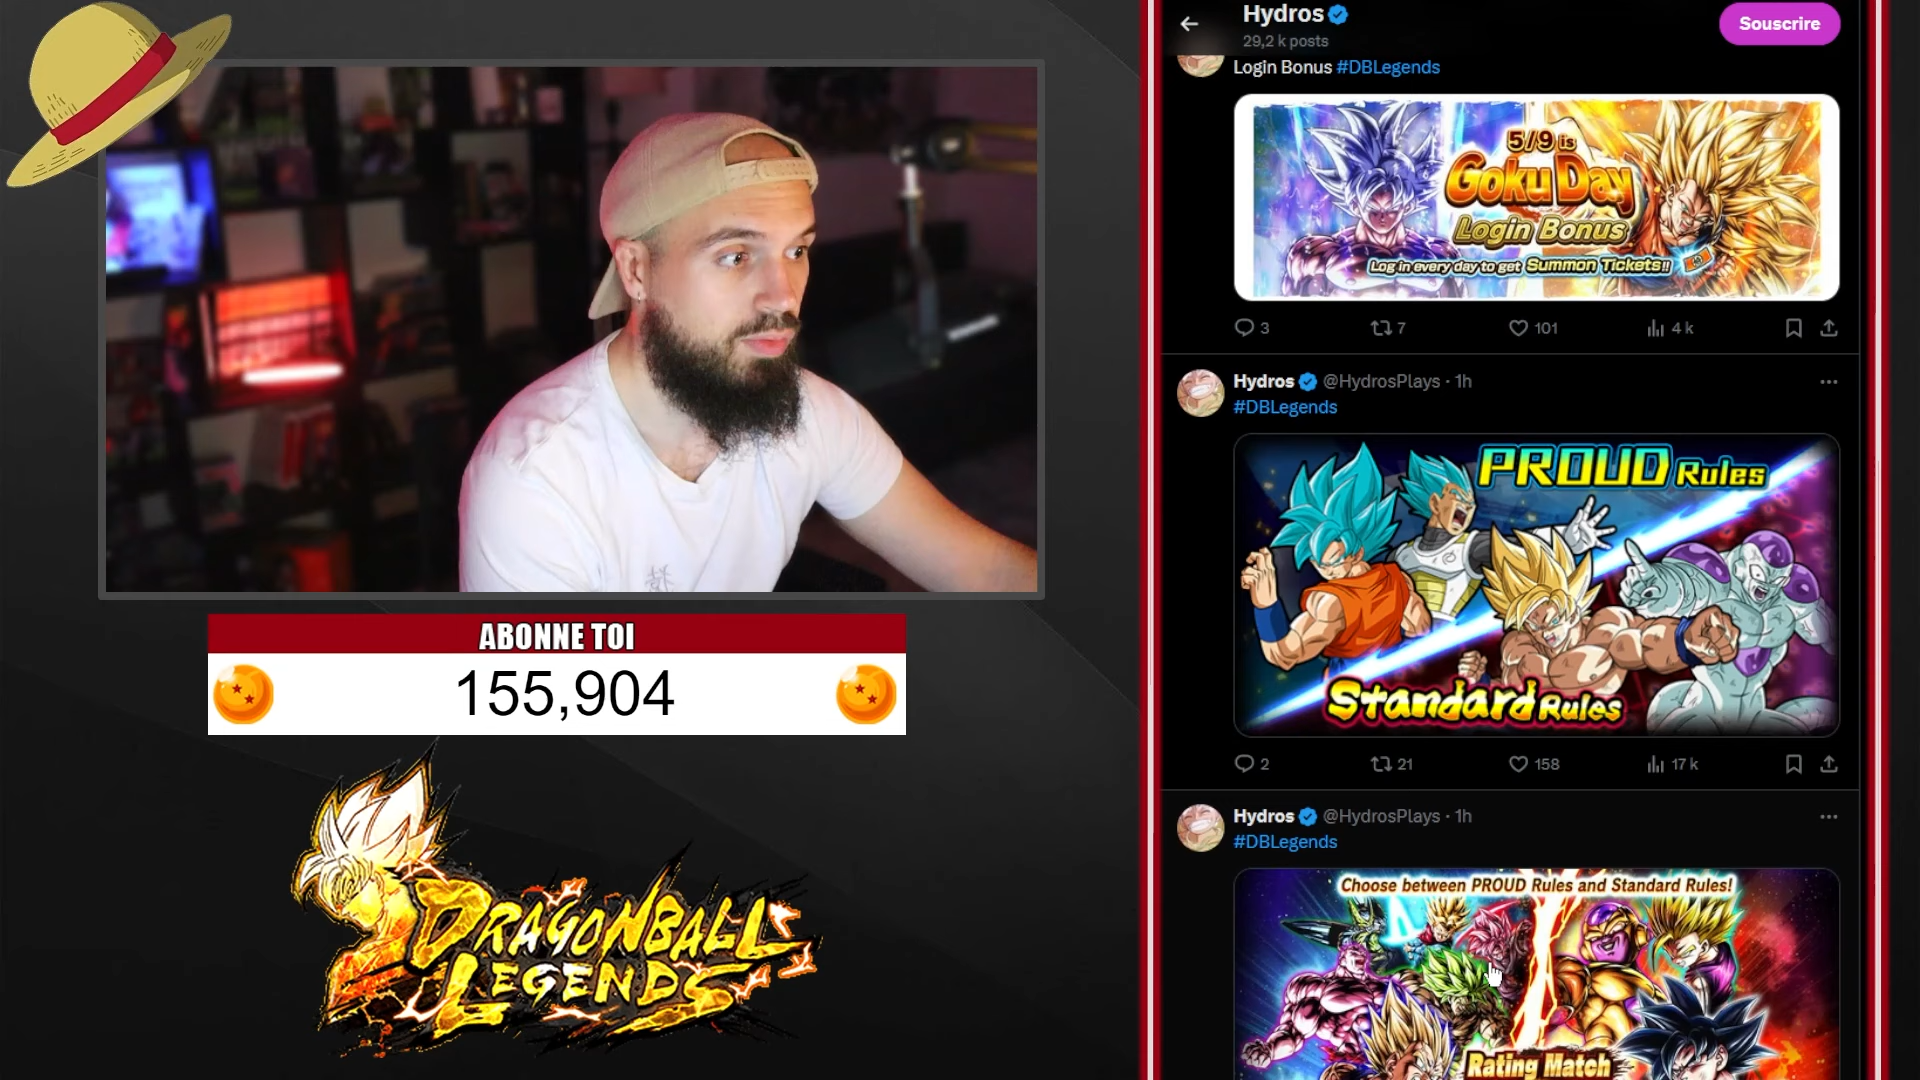 Hydros
29,2 k posts
Souscrire
Login Bonus #DBLegends
5/9 is
Goku Day
Login Bonus
Log in every day to get Summon Tickets!!
3 7 101 4 k
Hydros @HydrosPlays · 1h
#DBLegends
PROUD Rules
Standard Rules
2 21 158 17 k
Hydros @HydrosPlays · 1h
#DBLegends
Choose between PROUD Rules and Standard Rules!
Rating Match
ABONNE TOI
155,904
DRAGONBALL
LEGENDS